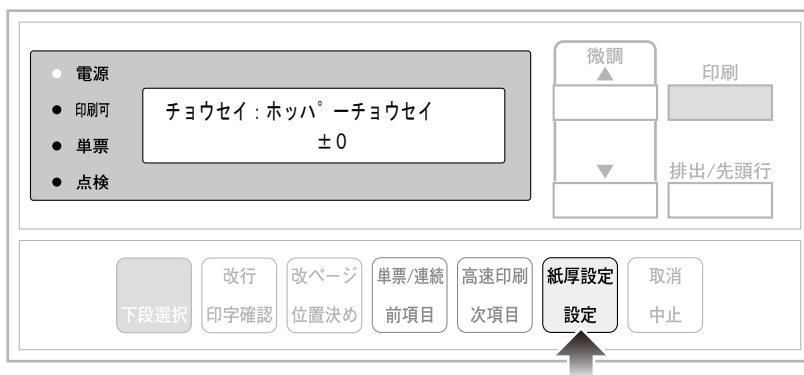 電源
印刷可
単票
点検
チョウセイ：ホッパ゜ーチョウセイ
±0
微調
▲
▼
印刷
排出/先頭行
下段選択
改行
印字確認
改ページ
位置決め
単票/連続
前項目
高速印刷
次項目
紙厚設定
設定
取消
中止